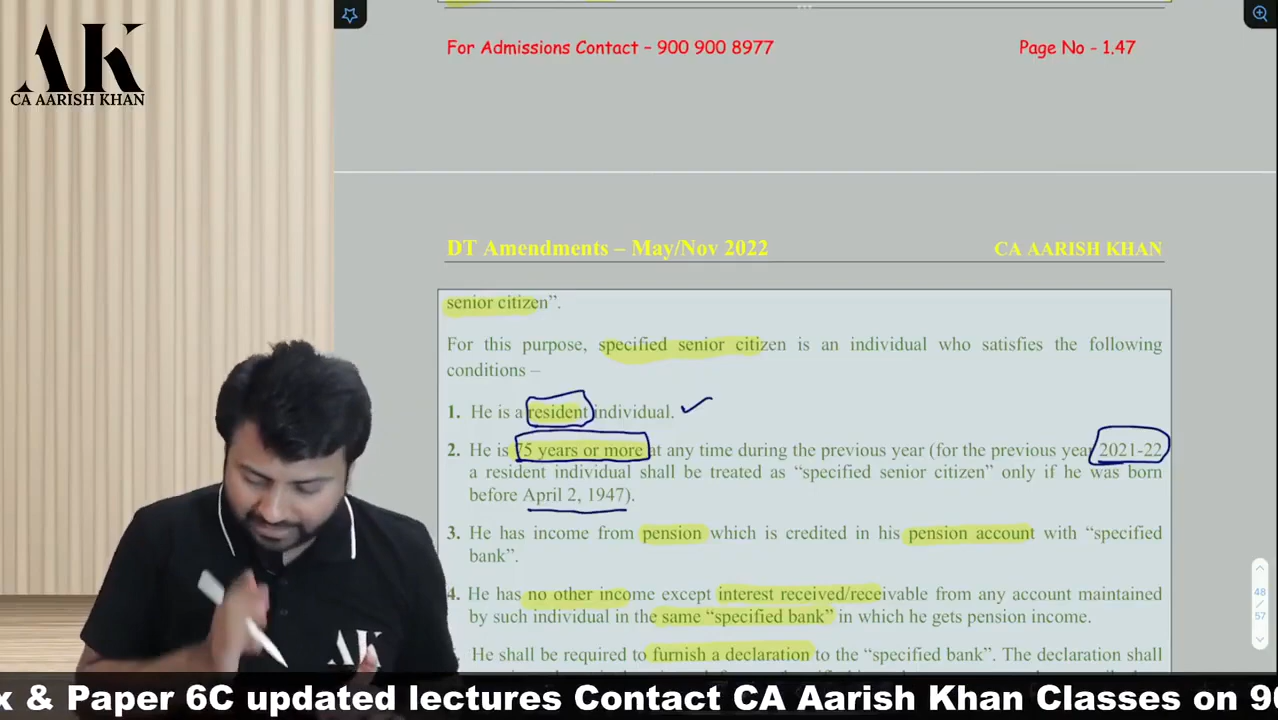 AK
CA AARISH KHAN
For Admissions Contact – 900 900 8977
Page No - 1.47
DT Amendments – May/Nov 2022
CA AARISH KHAN
senior citizen”.
For this purpose, specified senior citizen is an individual who satisfies the following
conditions –
1. He is a resident individual.
2. He is 75 years or more at any time during the previous year (for the previous year 2021-22
a resident individual shall be treated as “specified senior citizen” only if he was born
before April 2, 1947).
3. He has income from pension which is credited in his pension account with “specified
bank”.
4. He has no other income except interest received/receivable from any account maintained
by such individual in the same “specified bank” in which he gets pension income.
He shall be required to furnish a declaration to the “specified bank”. The declaration shall
48
/
57
AK
x & Paper 6C updated lectures Contact CA Aarish Khan Classes on 90